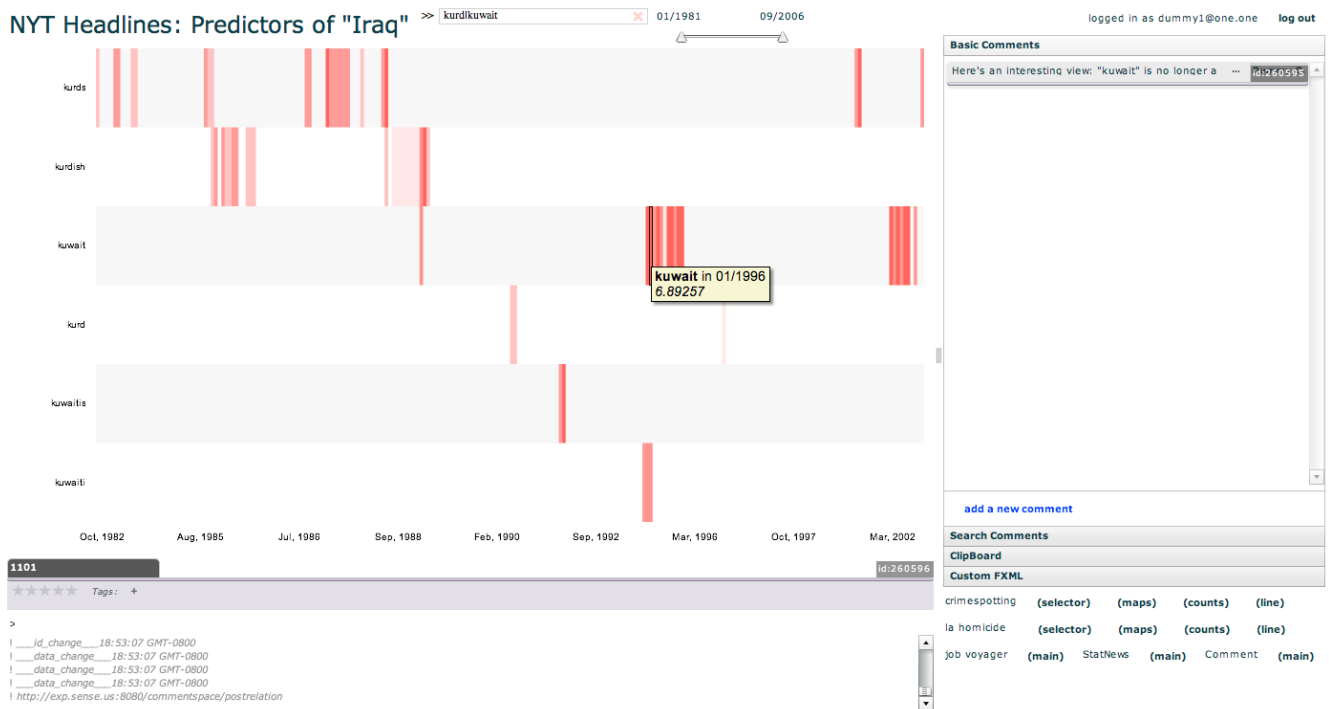 NYT Headlines: Predictors of "Iraq"
>> kurd|kuwait
01/1981 09/2006
logged in as dummy1@one.one log out
kurds
kurdish
kuwait
kuwait in 01/1996
6.89257
kurd
kuwaitis
kuwaiti
Oct, 1982 Aug, 1985 Jul, 1986 Sep, 1988 Feb, 1990 Sep, 1992 Mar, 1996 Oct, 1997 Mar, 2002
Basic Comments
Here's an interesting view: "kuwait" is no longer a ... id:260595
add a new comment
Search Comments
ClipBoard
Custom FXML
crimespotting (selector) (maps) (counts) (line)
la homicide (selector) (maps) (counts) (line)
job voyager (main) StatNews (main) Comment (main)
1101 id:260596
Tags: +
>
! ___id_change___18:53:07 GMT-0800
! ___data_change___18:53:07 GMT-0800
! ___data_change___18:53:07 GMT-0800
! ___data_change___18:53:07 GMT-0800
! http://exp.sense.us:8080/commentspace/postrelation